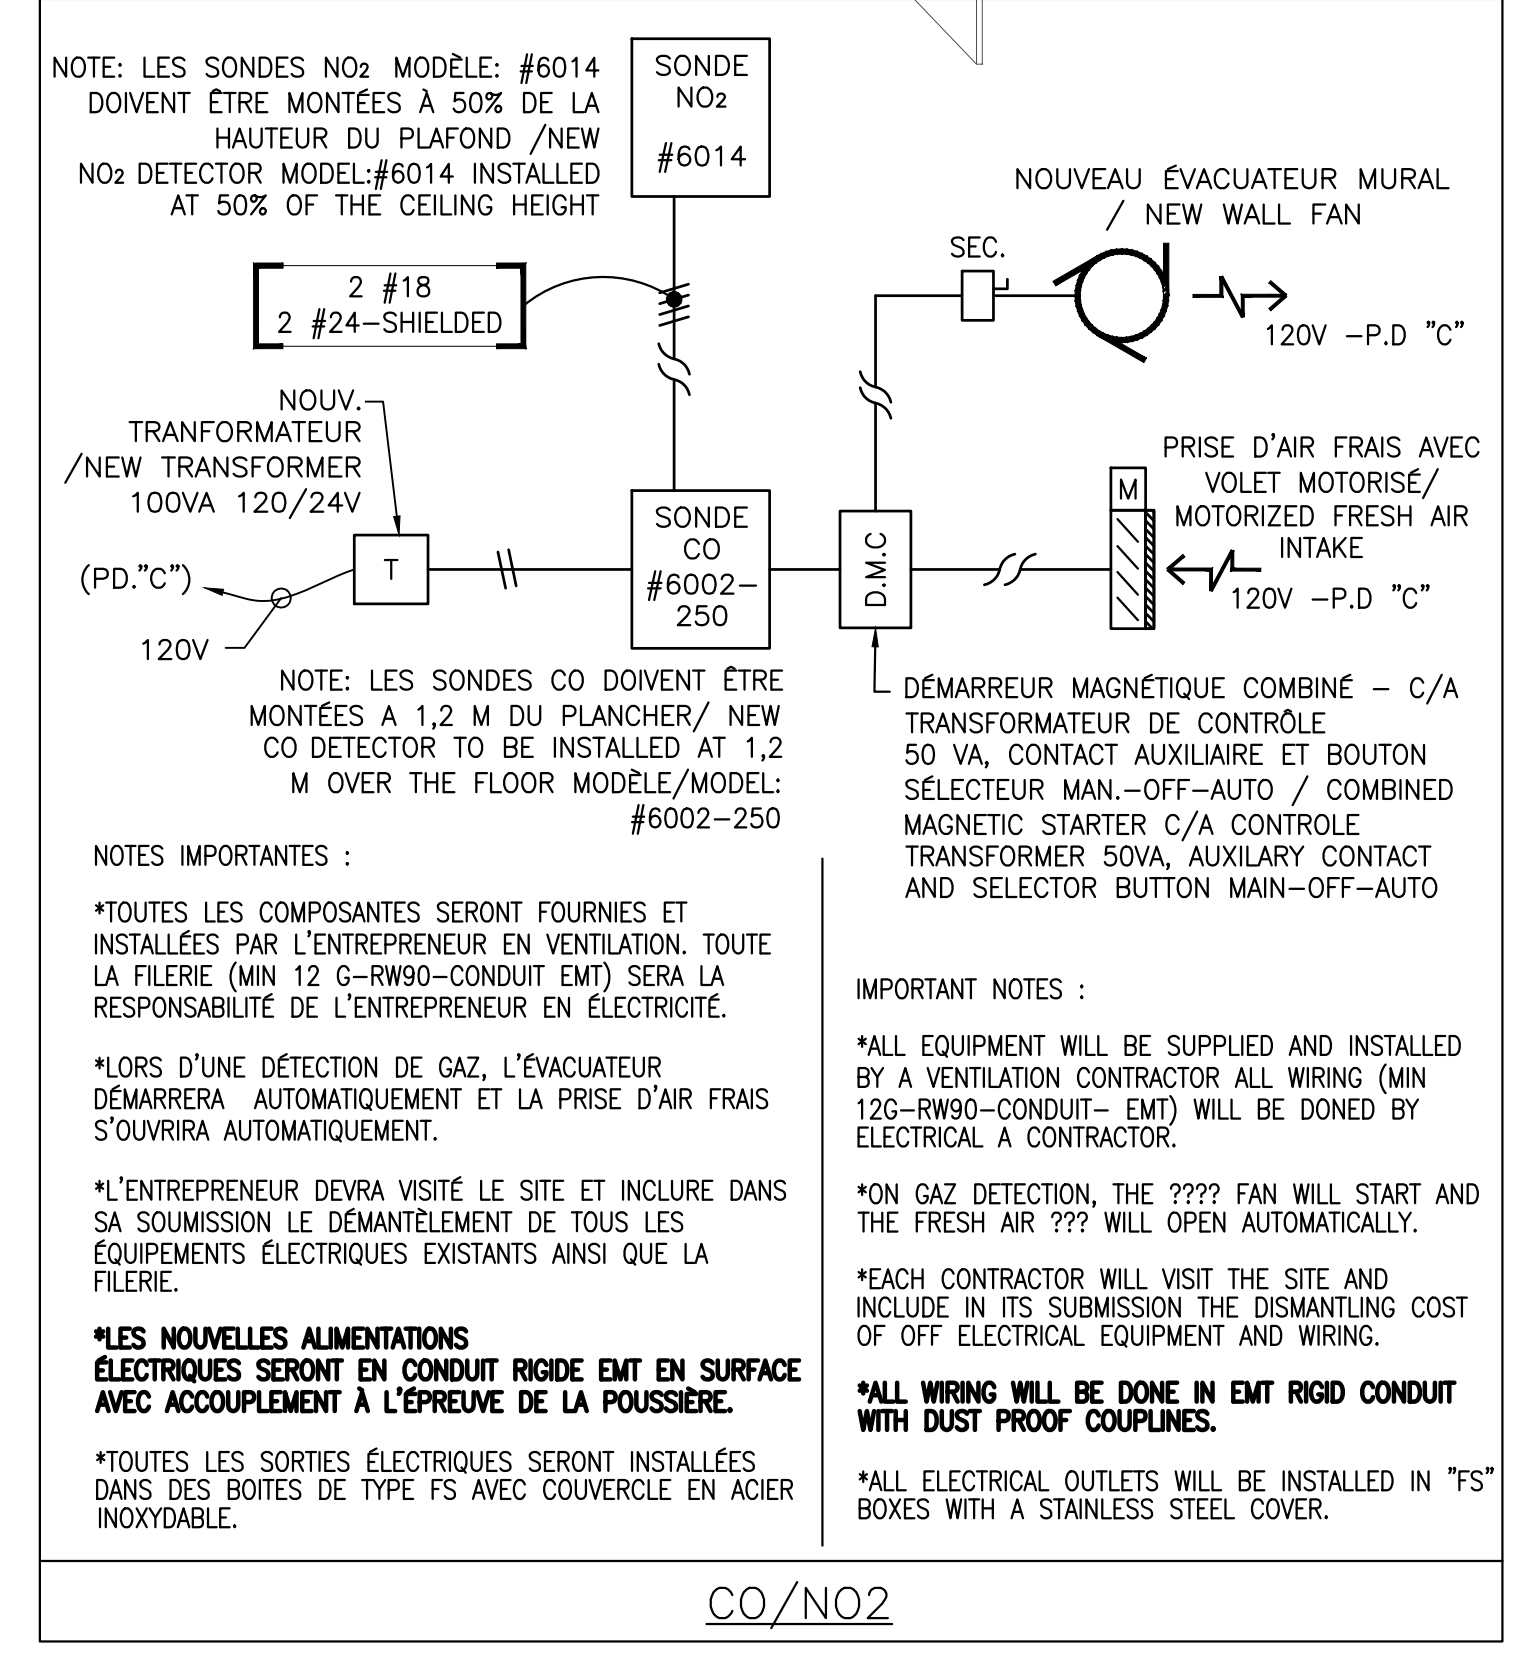 NOTE: LES SONDES NO2 MODÈLE: #6014
DOIVENT ÊTRE MONTÉES À 50% DE LA
HAUTEUR DU PLAFOND /NEW
NO2 DETECTOR MODEL:#6014 INSTALLED
AT 50% OF THE CEILING HEIGHT
SONDE
NO2
#6014
NOUVEAU ÉVACUATEUR MURAL
/ NEW WALL FAN
SEC.
120V -P.D "C"
2 #18
2 #24-SHIELDED
NOUV.
TRANFORMATEUR
/NEW TRANSFORMER
100VA 120/24V
T
(PD."C")
120V
SONDE
CO
#6002-
250
D.M.C
M
PRISE D'AIR FRAIS AVEC
VOLET MOTORISÉ/
MOTORIZED FRESH AIR
INTAKE
120V -P.D "C"
NOTE: LES SONDES CO DOIVENT ÊTRE
MONTÉES A 1,2 M DU PLANCHER/ NEW
CO DETECTOR TO BE INSTALLED AT 1,2
M OVER THE FLOOR MODÈLE/MODEL:
#6002-250
DÉMARREUR MAGNÉTIQUE COMBINÉ - C/A
TRANSFORMATEUR DE CONTRÔLE
50 VA, CONTACT AUXILIAIRE ET BOUTON
SÉLECTEUR MAN.-OFF-AUTO / COMBINED
MAGNETIC STARTER C/A CONTROLE
TRANSFORMER 50VA, AUXILARY CONTACT
AND SELECTOR BUTTON MAIN-OFF-AUTO
NOTES IMPORTANTES :
*TOUTES LES COMPOSANTES SERONT FOURNIES ET
INSTALLÉES PAR L'ENTREPRENEUR EN VENTILATION. TOUTE
LA FILERIE (MIN 12 G-RW90-CONDUIT EMT) SERA LA
RESPONSABILITÉ DE L'ENTREPRENEUR EN ÉLECTRICITÉ.
*LORS D'UNE DÉTECTION DE GAZ, L'ÉVACUATEUR
DÉMARRERA AUTOMATIQUEMENT ET LA PRISE D'AIR FRAIS
S'OUVRIRA AUTOMATIQUEMENT.
*L'ENTREPRENEUR DEVRA VISITÉ LE SITE ET INCLURE DANS
SA SOUMISSION LE DÉMANTÈLEMENT DE TOUS LES
ÉQUIPEMENTS ÉLECTRIQUES EXISTANTS AINSI QUE LA
FILERIE.
*LES NOUVELLES ALIMENTATIONS
ÉLECTRIQUES SERONT EN CONDUIT RIGIDE EMT EN SURFACE
AVEC ACCOUPLEMENT À L'ÉPREUVE DE LA POUSSIÈRE.
*TOUTES LES SORTIES ÉLECTRIQUES SERONT INSTALLÉES
DANS DES BOITES DE TYPE FS AVEC COUVERCLE EN ACIER
INOXYDABLE.
IMPORTANT NOTES :
*ALL EQUIPMENT WILL BE SUPPLIED AND INSTALLED
BY A VENTILATION CONTRACTOR ALL WIRING (MIN
12G-RW90-CONDUIT- EMT) WILL BE DONED BY
ELECTRICAL A CONTRACTOR.
*ON GAZ DETECTION, THE ???? FAN WILL START AND
THE FRESH AIR ??? WILL OPEN AUTOMATICALLY.
*EACH CONTRACTOR WILL VISIT THE SITE AND
INCLUDE IN ITS SUBMISSION THE DISMANTLING COST
OF OFF ELECTRICAL EQUIPMENT AND WIRING.
*ALL WIRING WILL BE DONE IN EMT RIGID CONDUIT
WITH DUST PROOF COUPLINES.
*ALL ELECTRICAL OUTLETS WILL BE INSTALLED IN "FS"
BOXES WITH A STAINLESS STEEL COVER.
CO/NO2